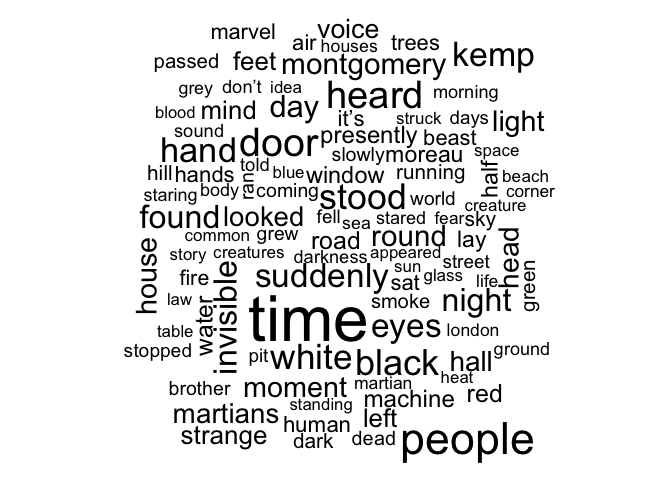 marvel voice
air houses trees
passed feet montgomery kemp
grey don't idea heard morning
blood mind day it's struck days light
sound hand door presently beast
slowly moreau space
hill hands told ran blue window running half beach
staring body coming stood world corner
creature
found looked fell sea stared fear sky
common grew road round lay head
story creatures darkness appeared street
house fire suddenly sun sat glass life green
law water invisible time smoke night
table eyes london
stopped pit white black hall ground
brother moment martian heat
machine red
martians standing human left
strange dark dead people